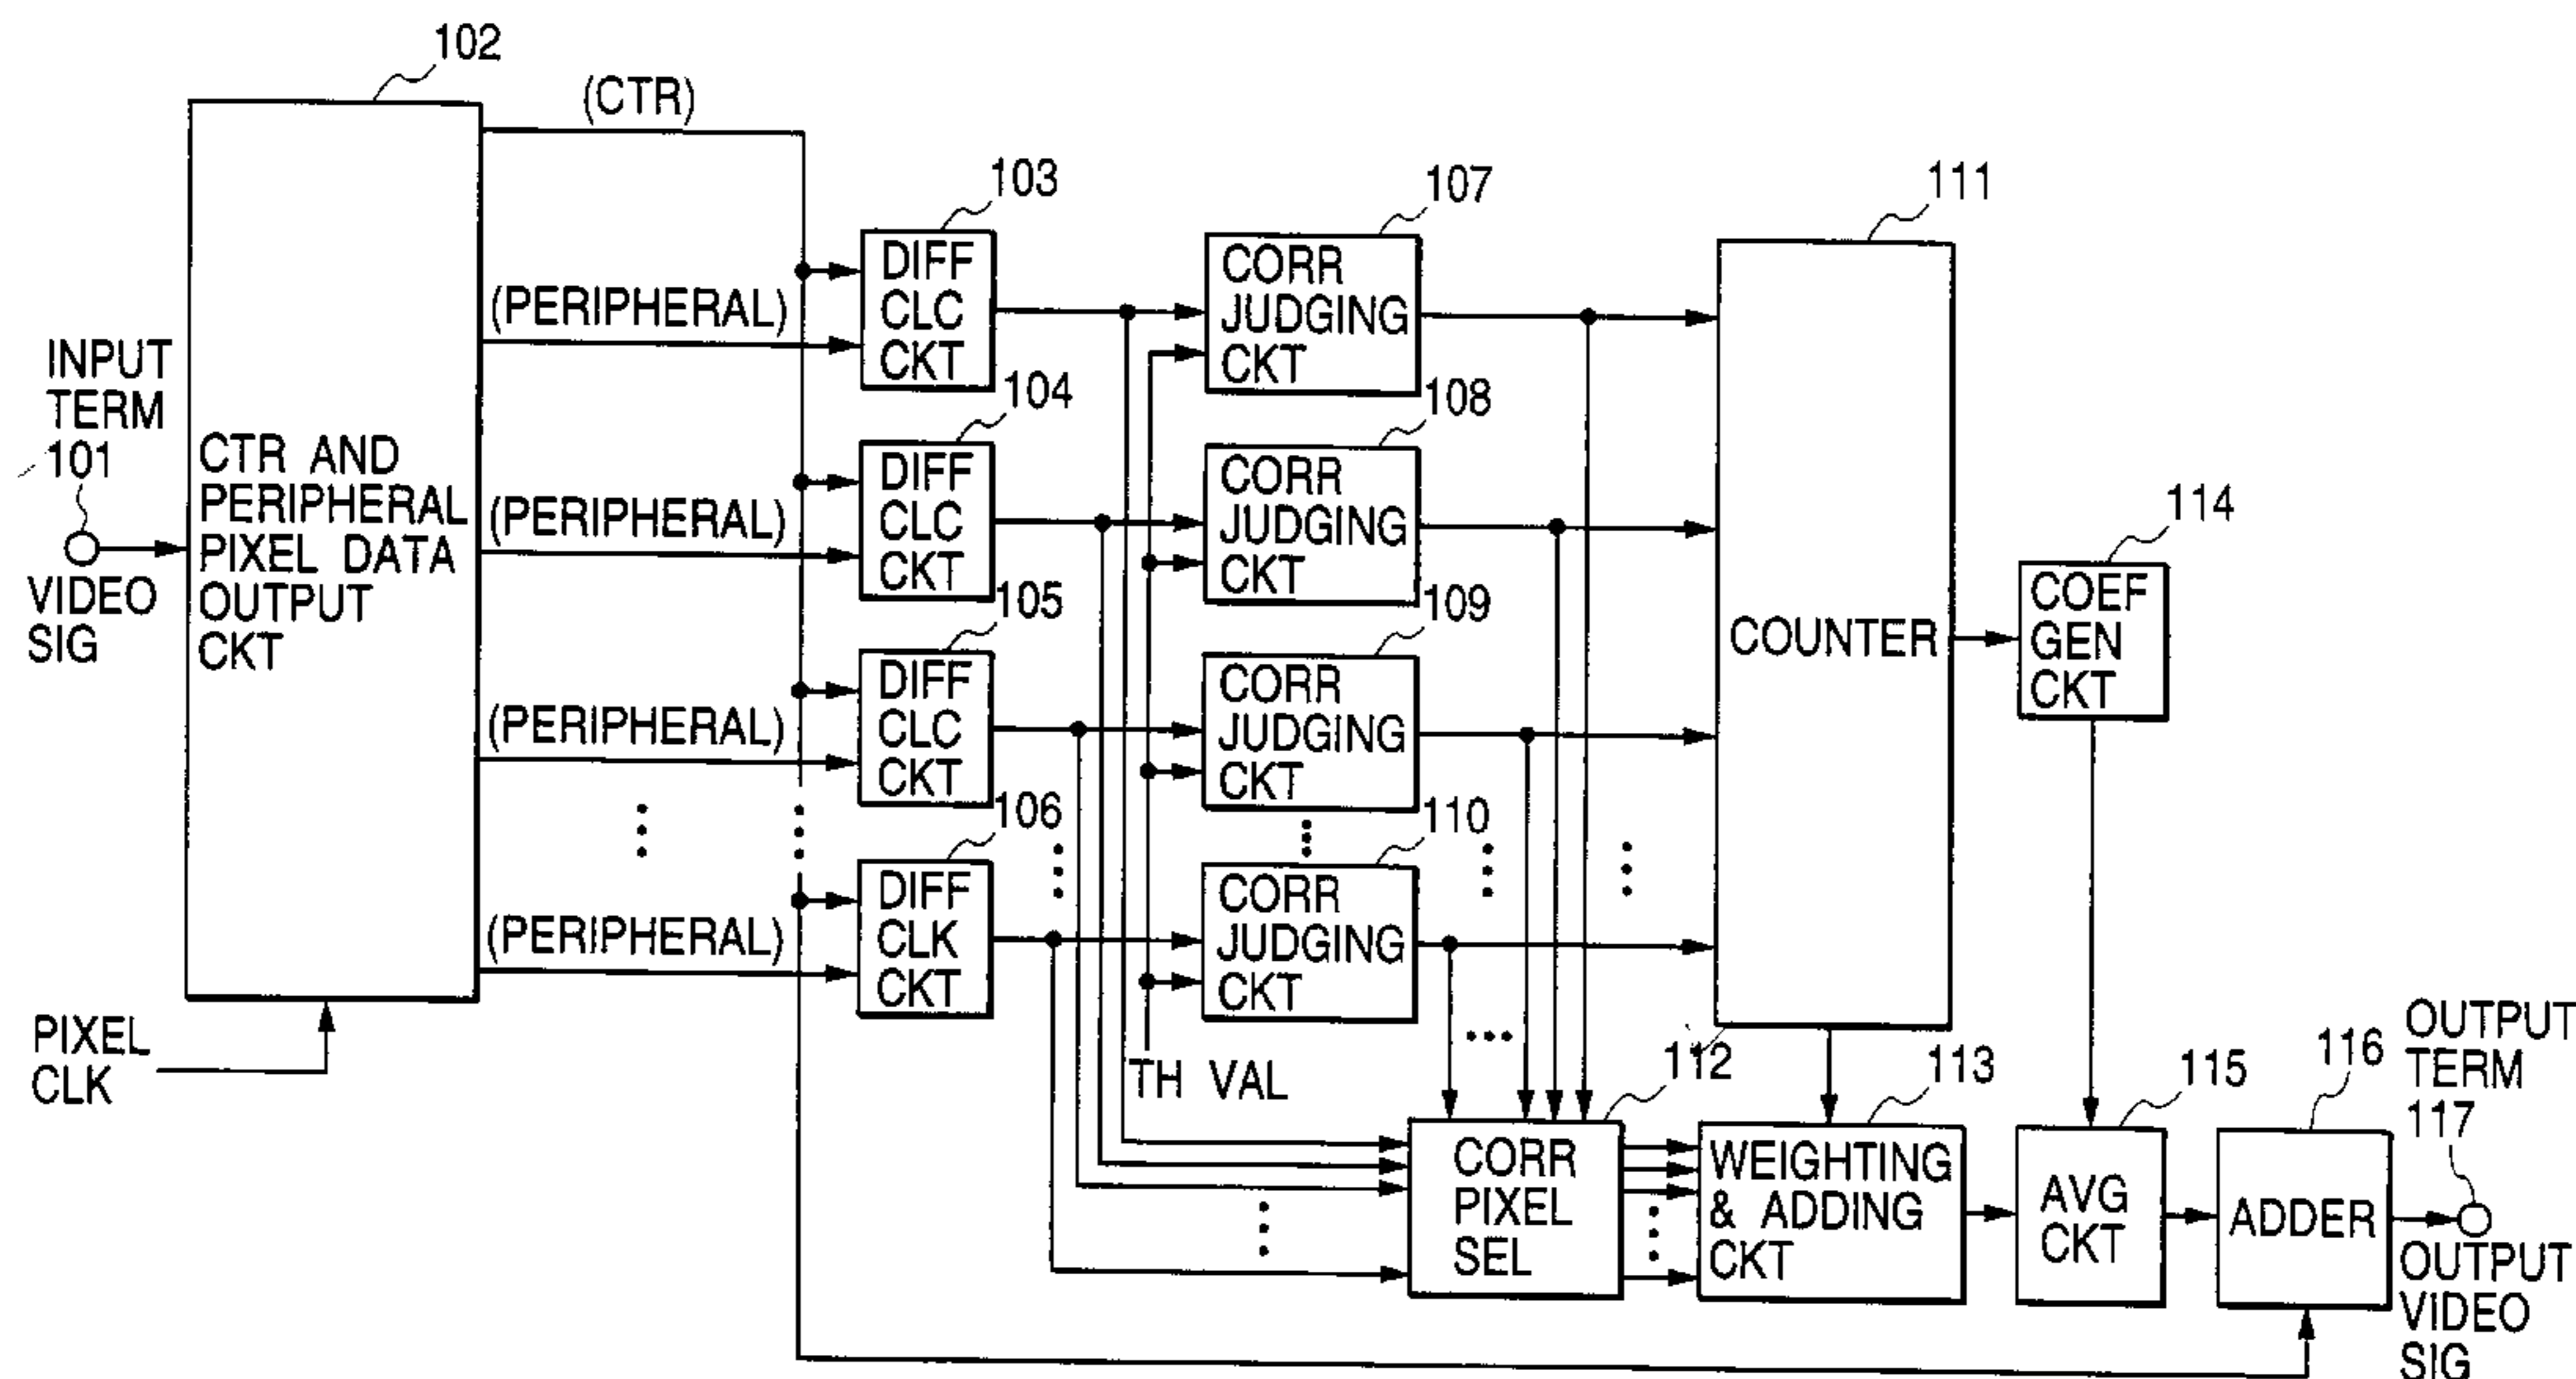 102
(CTR)
103
107
111
DIFF
CLC
CKT
CORR
JUDGING
CKT
(PERIPHERAL)
INPUT
TERM
101
VIDEO
SIG
CTR AND
PERIPHERAL
PIXEL DATA
OUTPUT
CKT
104
108
DIFF
CLC
CKT
CORR
JUDGING
CKT
(PERIPHERAL)
COUNTER
114
COEF
GEN
CKT
105
109
DIFF
CLC
CKT
CORR
JUDGING
CKT
(PERIPHERAL)
106
110
DIFF
CLK
CKT
CORR
JUDGING
CKT
(PERIPHERAL)
PIXEL
CLK
TH VAL
112
113
115
116
OUTPUT
TERM
117
CORR
PIXEL
SEL
WEIGHTING
& ADDING
CKT
AVG
CKT
ADDER
OUTPUT
VIDEO
SIG